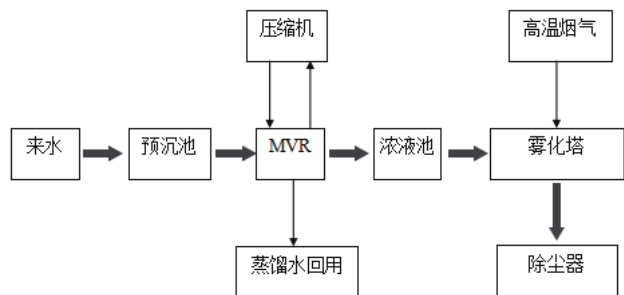 压缩机
高温烟气
来水
预沉池
MVR
浓液池
雾化塔
蒸馏水回用
除尘器